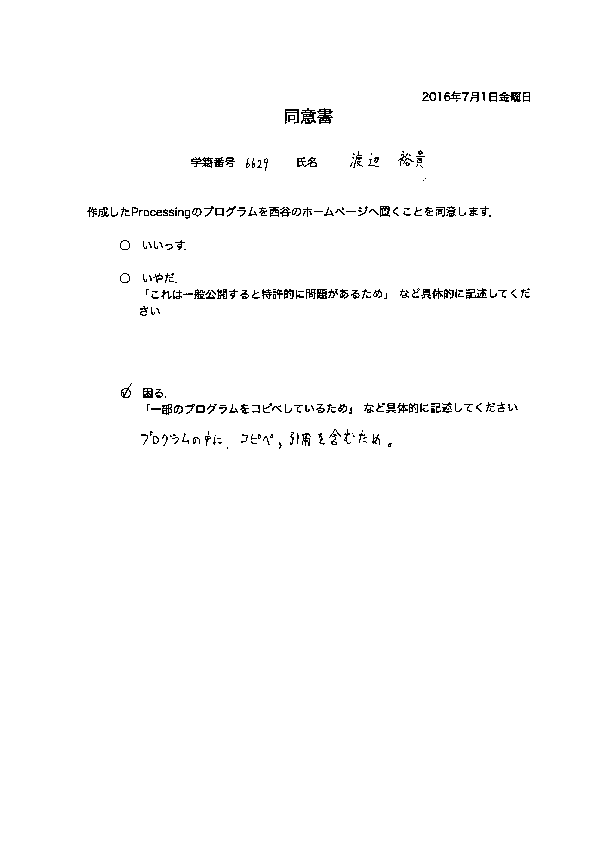 2016年7月1日金曜日
同意書
学籍番号 6629 氏名 渡辺 裕貴
作成したProcessingのプログラムを西谷のホームページへ置くことを同意します.
○ いいっす.
○ いやだ.
「これは一般公開すると特許的に問題があるため」 など具体的に記述してくだ
さい
○ 困る.
「一部のプログラムをコピペしているため」 など具体的に記述してください
プログラムの中に, コピペ, 引用を含むため。